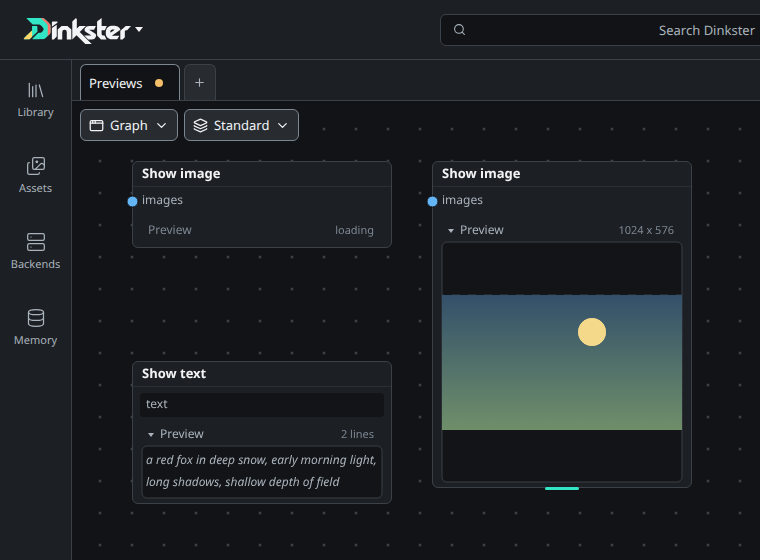 Dinkster
Search Dinkster
Library
Assets
Backends
Memory
Previews
+
Graph
Standard
Show image
images
Preview
loading
Show image
images
Preview
1024 x 576
Show text
text
Preview
2 lines
a red fox in deep snow, early morning light,
long shadows, shallow depth of field